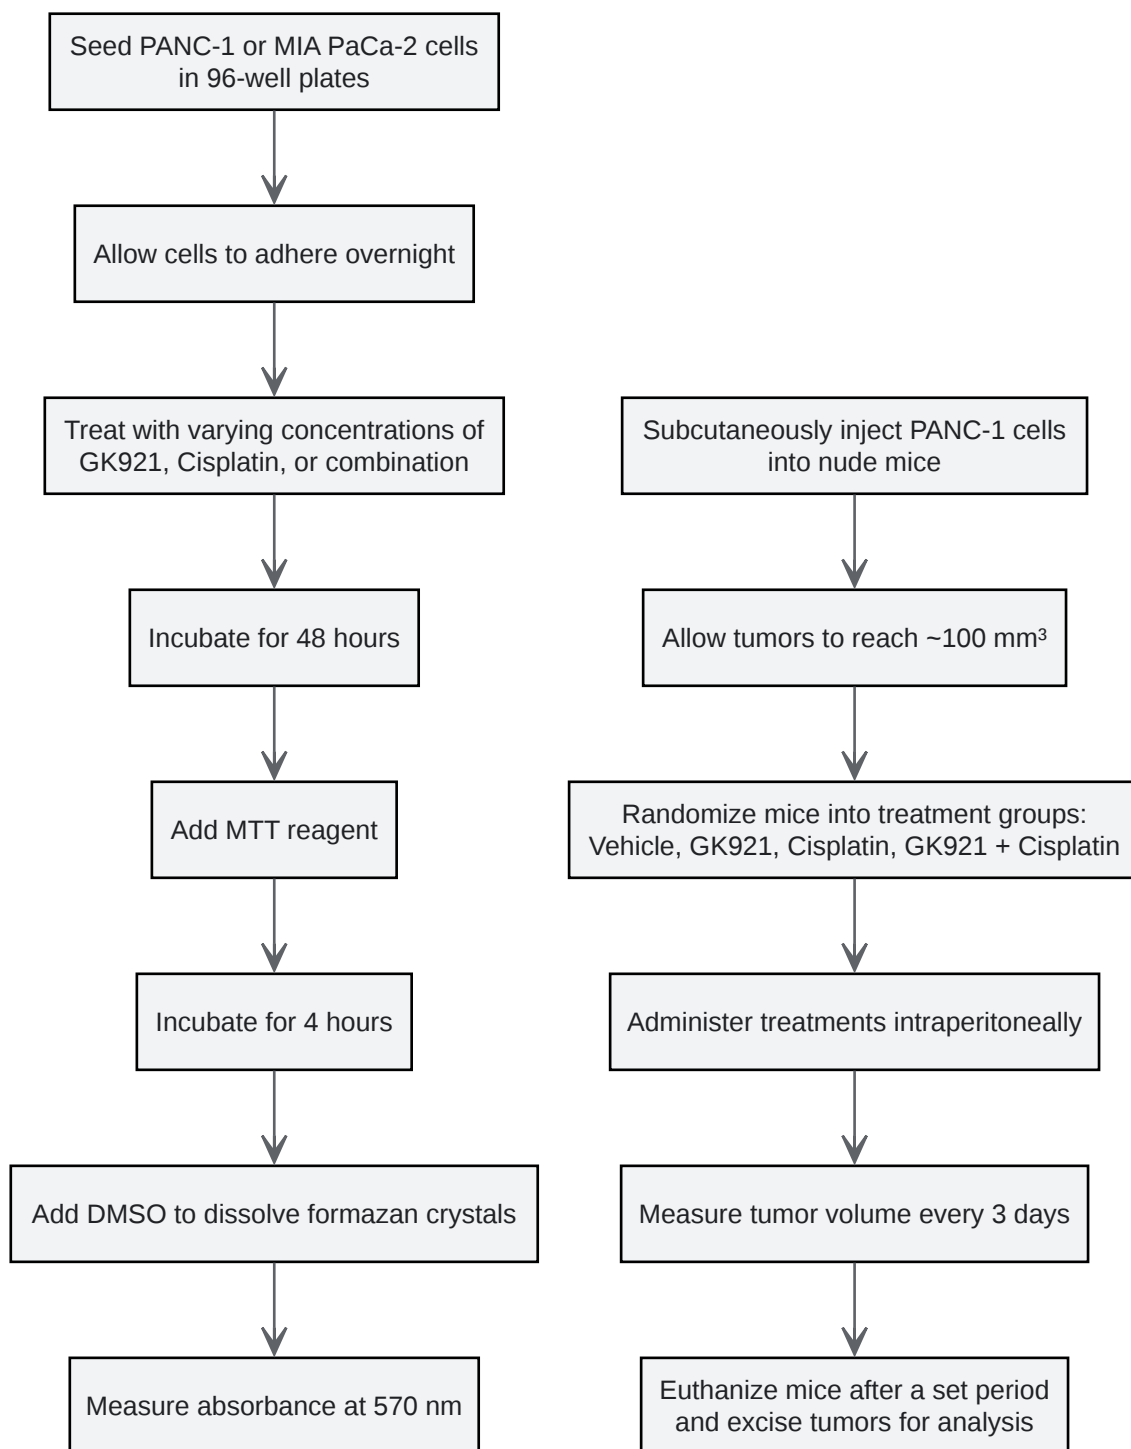 Seed PANC-1 or MIA PaCa-2 cells
in 96-well plates
Allow cells to adhere overnight
Treat with varying concentrations of
GK921, Cisplatin, or combination
Incubate for 48 hours
Add MTT reagent
Incubate for 4 hours
Add DMSO to dissolve formazan crystals
Measure absorbance at 570 nm
Subcutaneously inject PANC-1 cells
into nude mice
Allow tumors to reach ~100 mm³
Randomize mice into treatment groups:
Vehicle, GK921, Cisplatin, GK921 + Cisplatin
Administer treatments intraperitoneally
Measure tumor volume every 3 days
Euthanize mice after a set period
and excise tumors for analysis